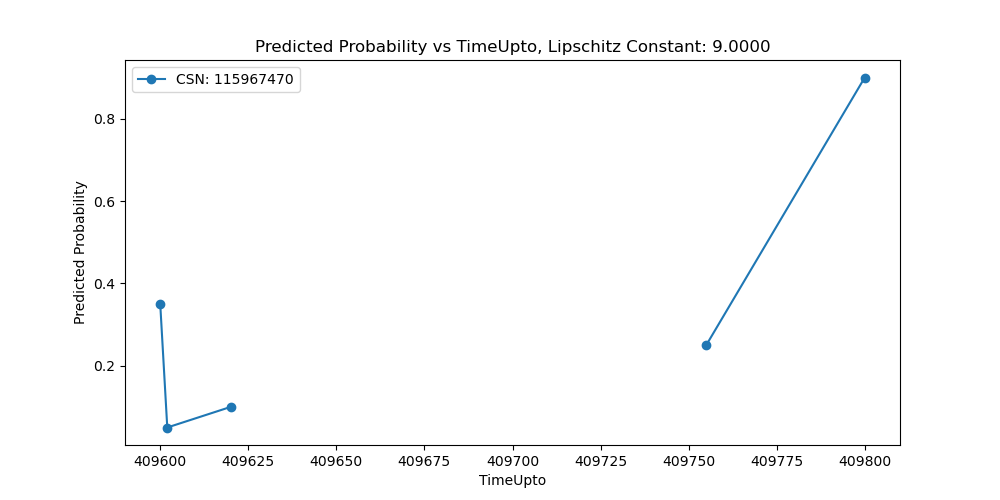 Predicted Probability vs TimeUpto, Lipschitz Constant: 9.0000
CSN: 115967470
Predicted Probability
0.8
0.6
0.4
0.2
409600 409625 409650 409675 409700 409725 409750 409775 409800
TimeUpto